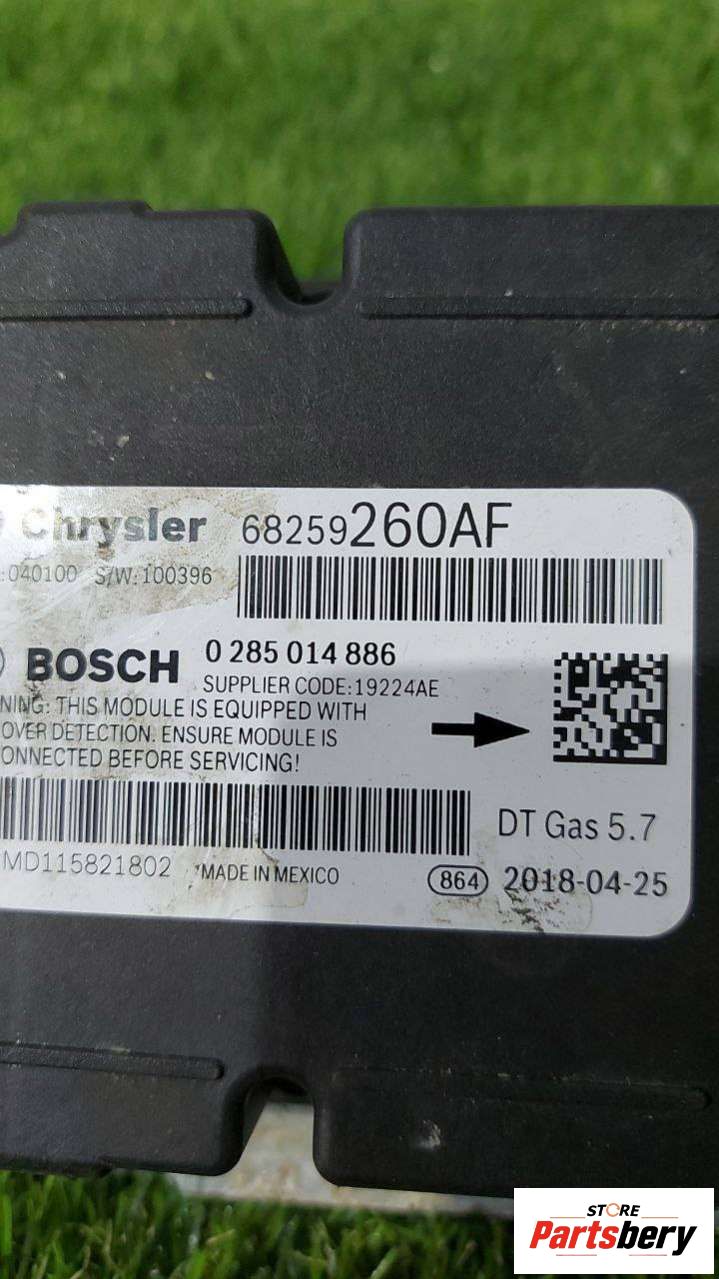 Chrysler 68259260AF
:040100 S/W:100396
BOSCH 0 285 014 886
SUPPLIER CODE:19224AE
NING: THIS MODULE IS EQUIPPED WITH
OVER DETECTION. ENSURE MODULE IS
ONNECTED BEFORE SERVICING!
DT Gas 5.7
MD115821802 *MADE IN MEXICO 864 2018-04-25
STORE
Partsbery